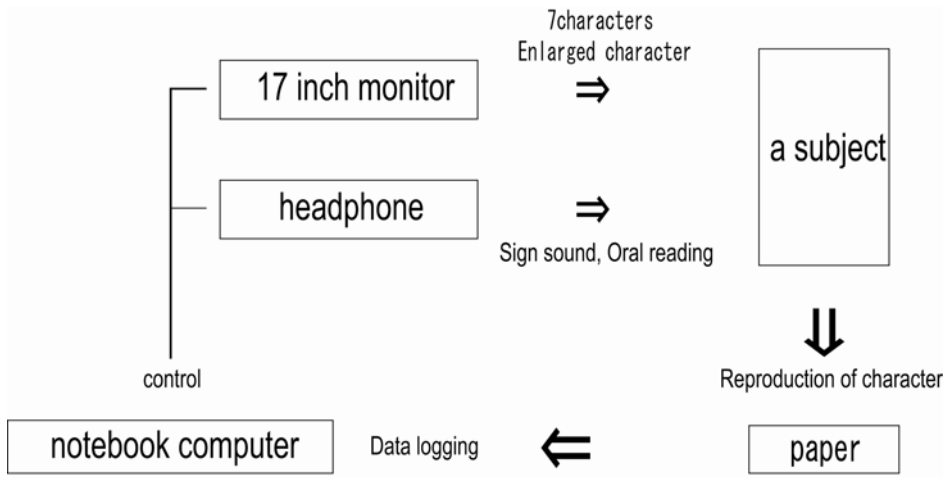 7characters
Enlarged character
17 inch monitor
a subject
headphone
Sign sound, Oral reading
control
Reproduction of character
notebook computer
Data logging
paper